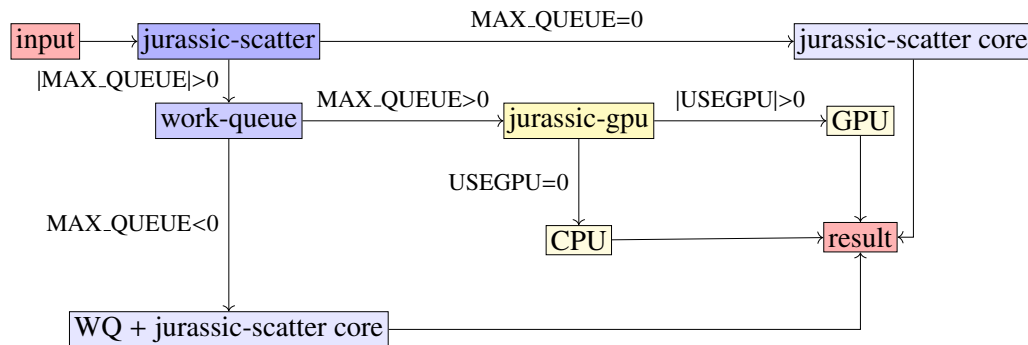 MAX_QUEUE=0
input
jurassic-scatter
jurassic-scatter core
|MAX_QUEUE|>0
MAX_QUEUE>0
|USEGPU|>0
work-queue
jurassic-gpu
GPU
USEGPU=0
MAX_QUEUE<0
CPU
result
WQ + jurassic-scatter core